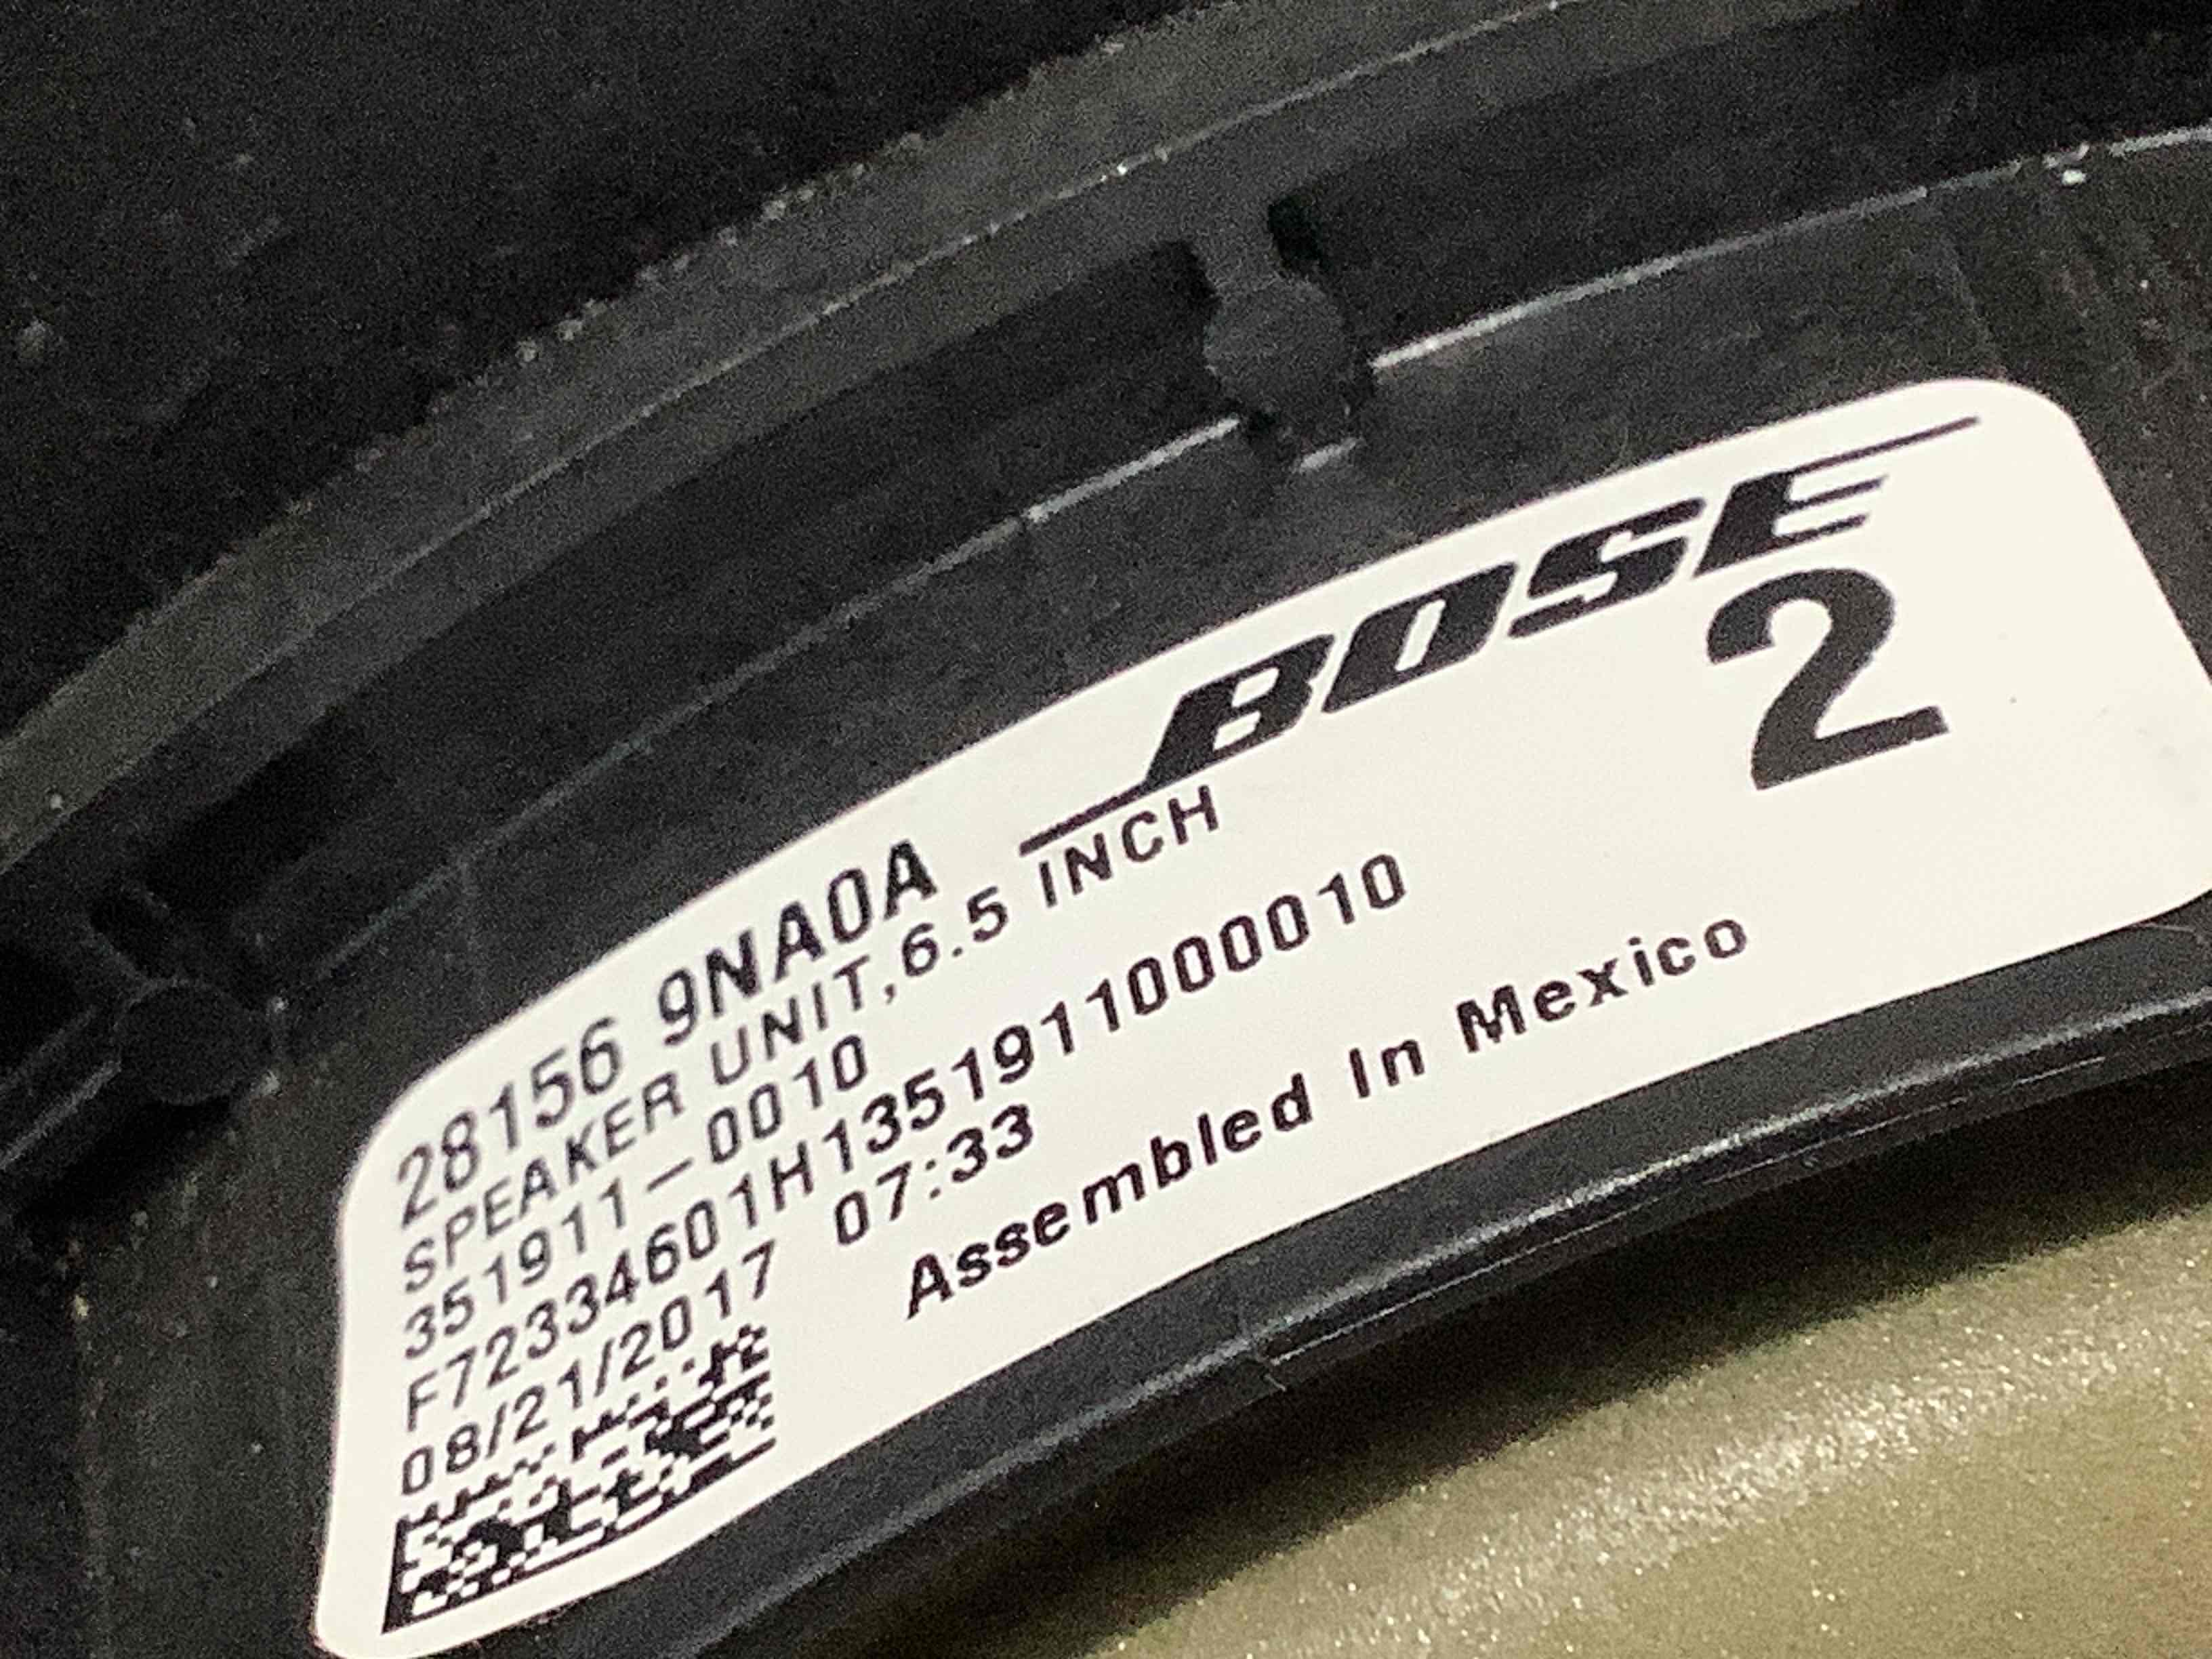 BOSE
2
28156 9NA0A
SPEAKER UNIT,6.5 INCH
351911-0010
F72334601H1351911000010
08/21/2017 07:33
Assembled In Mexico